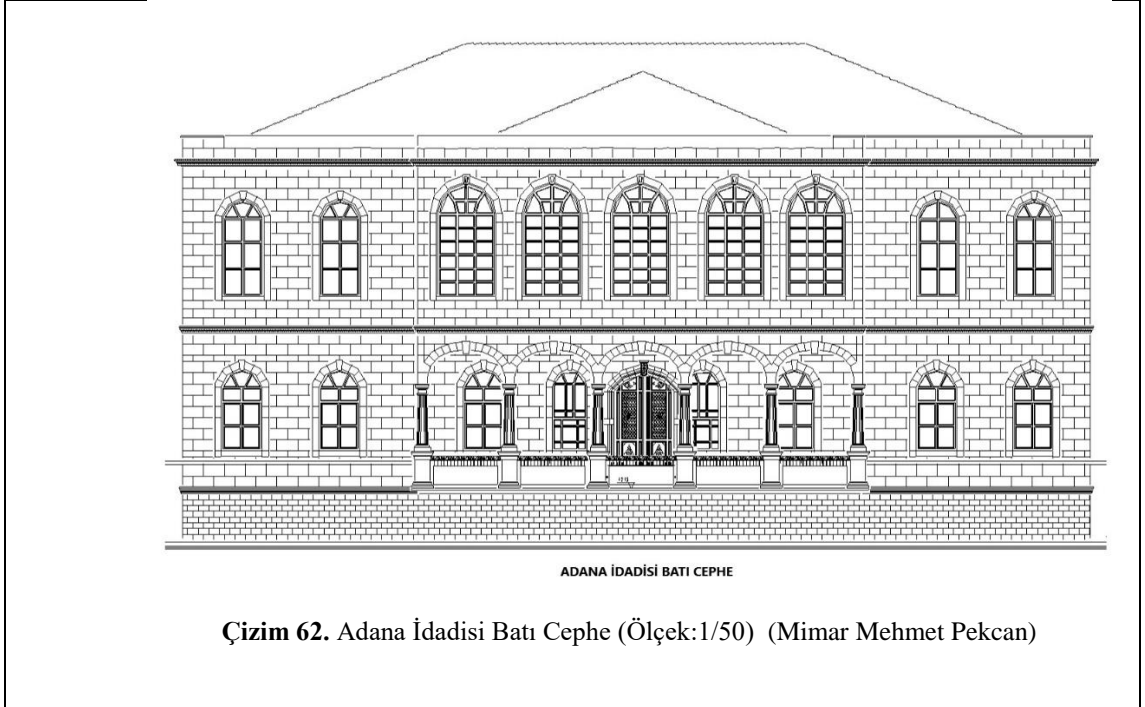 ADANA İDADİSİ BATI CEPHE
Çizim 62. Adana İdadisi Batı Cephe (Ölçek:1/50) (Mimar Mehmet Pekcan)